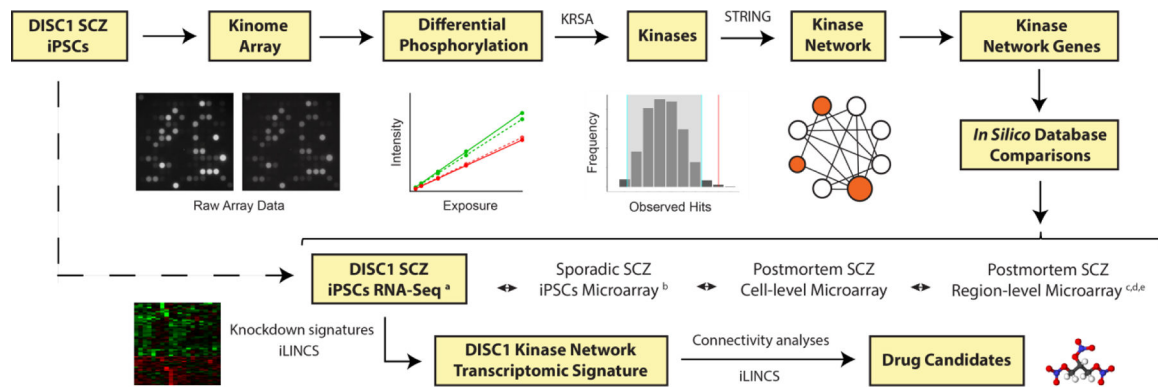 DISC1 SCZ
iPSCs
Kinome
Array
Differential
Phosphorylation
KRSA
Kinases
STRING
Kinase
Network
Kinase
Network Genes
Raw Array Data
Intensity
Exposure
Frequency
Observed Hits
In Silico Database
Comparisons
DISC1 SCZ
iPSCs RNA-Seq a
Sporadic SCZ
iPSCs Microarray b
Postmortem SCZ
Cell-level Microarray
Postmortem SCZ
Region-level Microarray c,d,e
Knockdown signatures
iLINCS
DISC1 Kinase Network
Transcriptomic Signature
Connectivity analyses
iLINCS
Drug Candidates